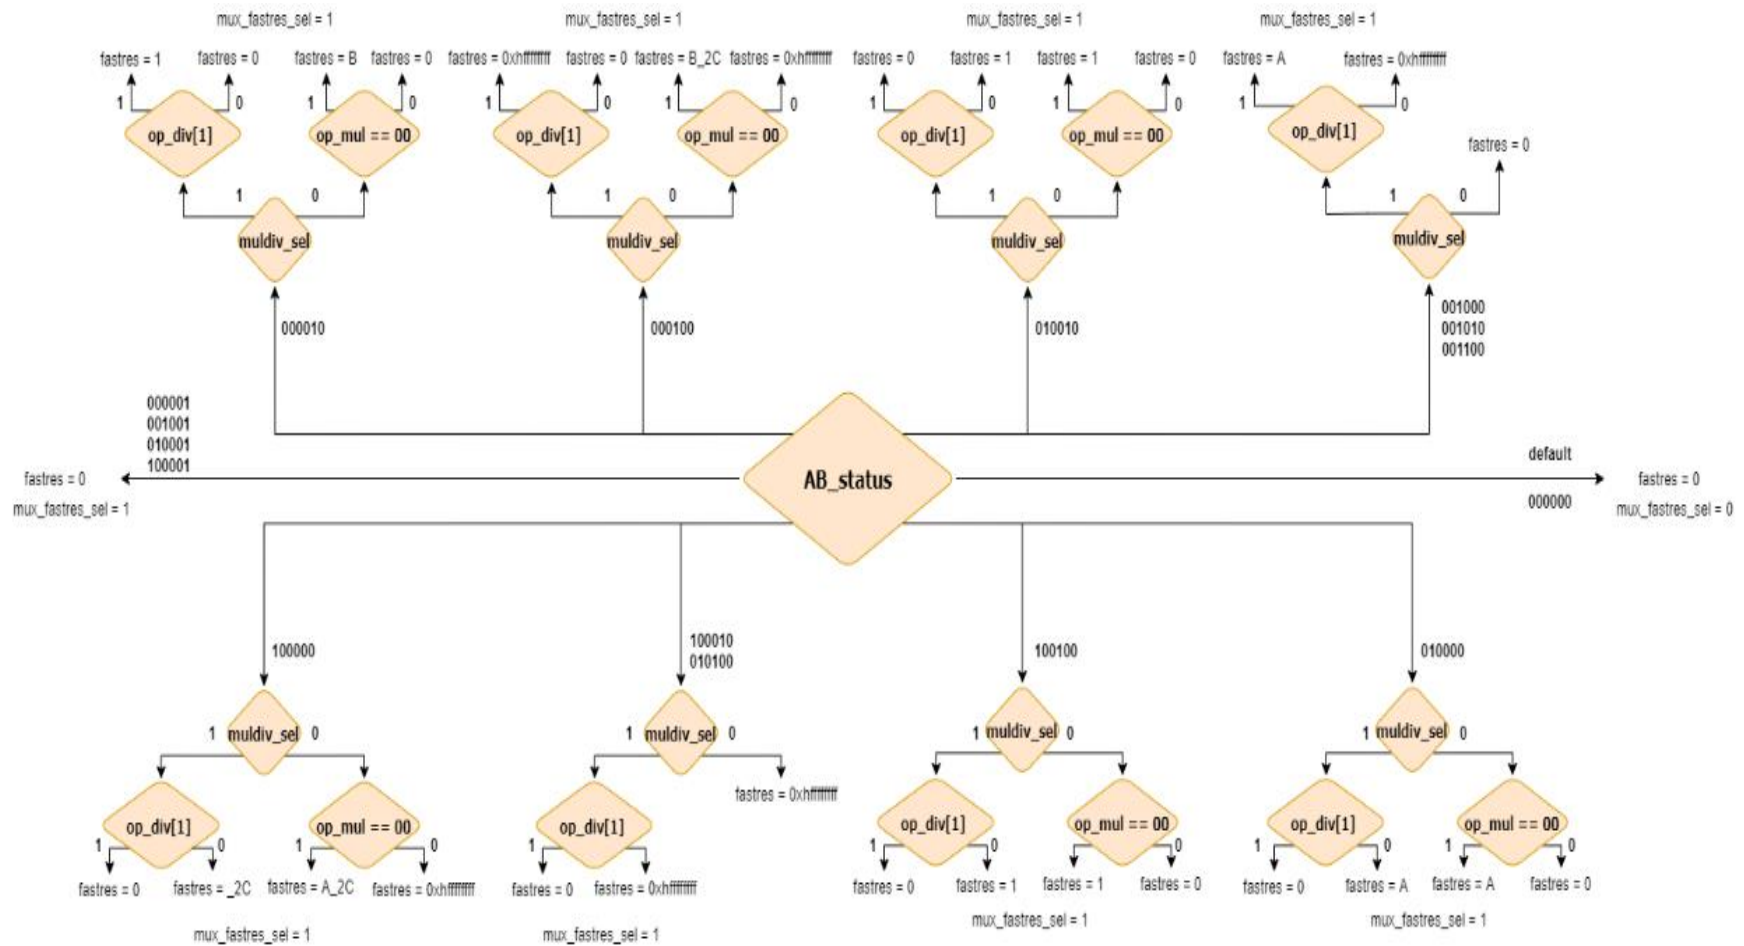 mux_fastres_sel = 1
mux_fastres_sel = 1
mux_fastres_sel = 1
mux_fastres_sel = 1
fastres = 1
fastres = 0
fastres = B
fastres = 0
fastres = 0xhffffffff
fastres = 0
fastres = B_2C
fastres = 0xhffffffff
fastres = 0
fastres = 1
fastres = 1
fastres = 0
fastres = A
fastres = 0xhffffffff
1
0
1
0
1
0
1
0
1
0
1
0
1
0
op_div[1]
op_mul == 00
op_div[1]
op_mul == 00
op_div[1]
op_mul == 00
op_div[1]
fastres = 0
1
0
1
0
1
0
1
0
muldiv_sel
muldiv_sel
muldiv_sel
muldiv_sel
000010
000100
010010
001000
001010
001100
000001
001001
010001
100001
fastres = 0
mux_fastres_sel = 1
AB_status
default
000000
fastres = 0
mux_fastres_sel = 0
100000
100010
010100
100100
010000
1
muldiv_sel
0
1
muldiv_sel
0
1
muldiv_sel
0
1
muldiv_sel
0
fastres = 0xhffffffff
op_div[1]
op_mul == 00
op_div[1]
op_div[1]
op_mul == 00
op_div[1]
op_mul == 00
1
0
1
0
1
0
1
0
1
0
1
0
1
0
fastres = 0
fastres = _2C
fastres = A_2C
fastres = 0xhffffffff
fastres = 0
fastres = 0xhffffffff
fastres = 0
fastres = 1
fastres = 1
fastres = 0
fastres = 0
fastres = A
fastres = A
fastres = 0
mux_fastres_sel = 1
mux_fastres_sel = 1
mux_fastres_sel = 1
mux_fastres_sel = 1